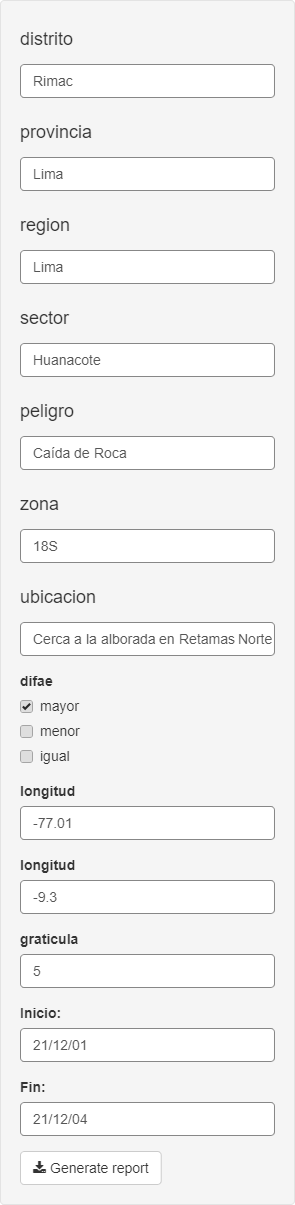 distrito
Rimac
provincia
Lima
region
Lima
sector
Huanacote
peligro
Caída de Roca
zona
18S
ubicacion
Cerca a la alborada en Retamas Norte
difae
mayor
menor
igual
longitud
-77.01
longitud
-9.3
graticula
5
Inicio:
21/12/01
Fin:
21/12/04
Generate report